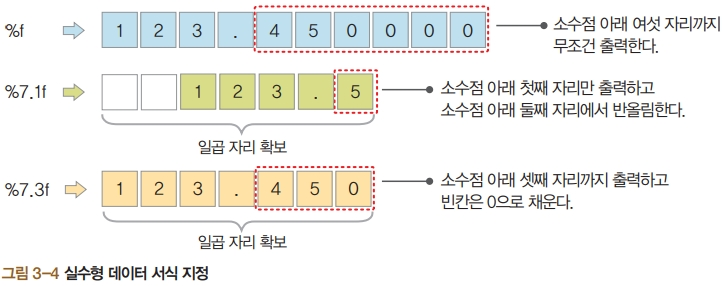 %f 1 2 3 . 4 5 0 0 0 0 소수점 아래 여섯 자리까지
무조건 출력한다.
%7.1f 1 2 3 . 5 소수점 아래 첫째 자리만 출력하고
소수점 아래 둘째 자리에서 반올림한다.
일곱 자리 확보
%7.3f 1 2 3 . 4 5 0 소수점 아래 셋째 자리까지 출력하고
빈칸은 0으로 채운다.
일곱 자리 확보
그림 3-4 실수형 데이터 서식 지정